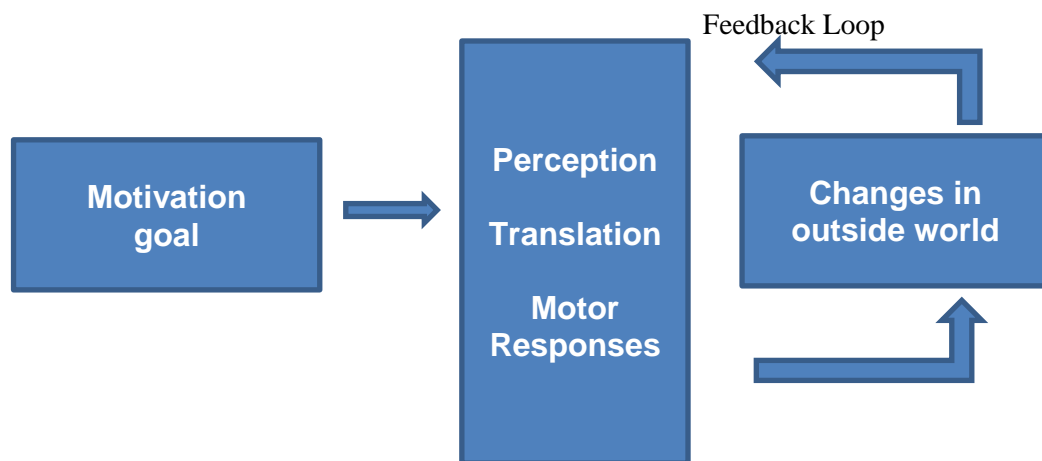 Feedback Loop
Motivation
goal
Perception
Translation
Motor
Responses
Changes in
outside world